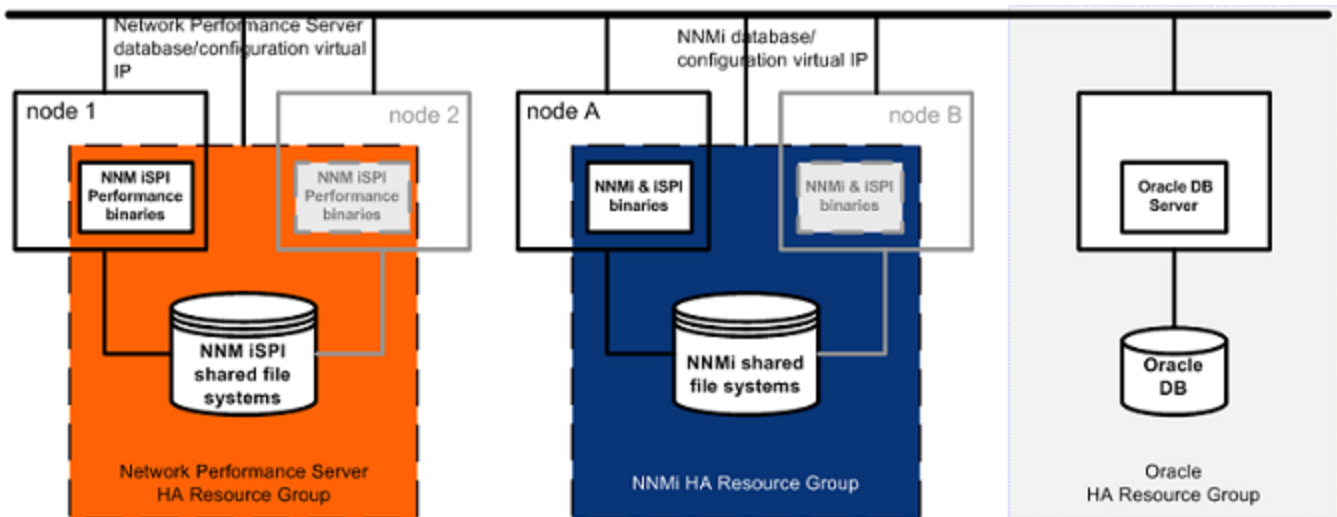 Network Performance Server
database/configuration virtual
IP
node 1
node 2
NNM iSPI
Performance
binaries
NNM iSPI
Performance
binaries
NNM iSPI
shared file
systems
Network Performance Server
HA Resource Group
NNMi database/
configuration virtual IP
node A
node B
NNMi & iSPI
binaries
NNMi & iSPI
binaries
NNMi shared
file systems
NNMi HA Resource Group
Oracle DB
Server
Oracle
DB
Oracle
HA Resource Group